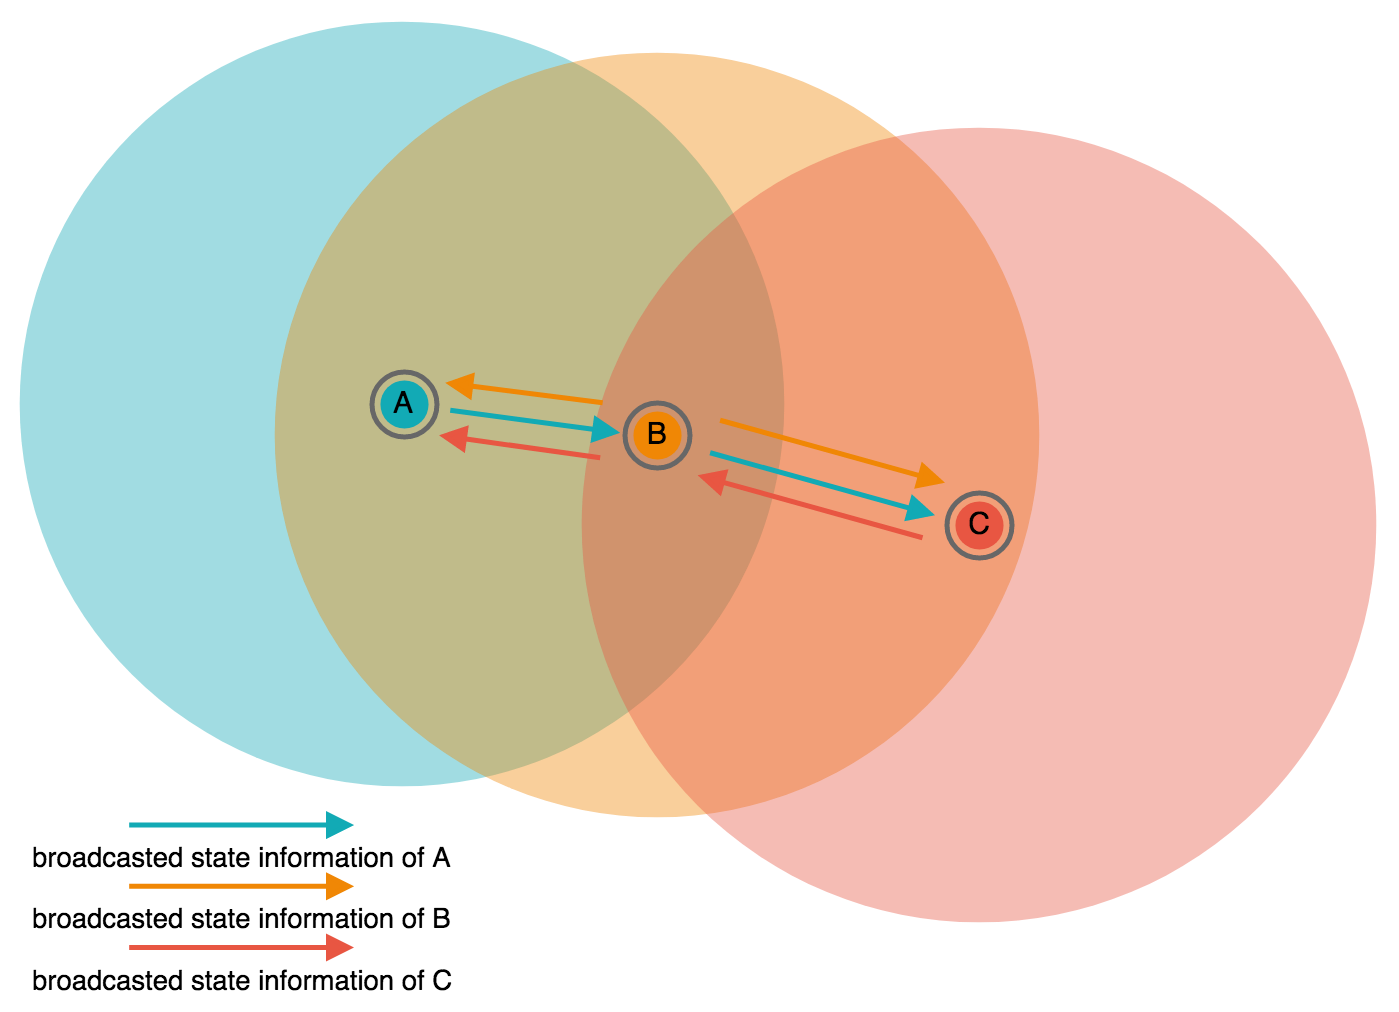 A
B
C
broadcasted state information of A
broadcasted state information of B
broadcasted state information of C